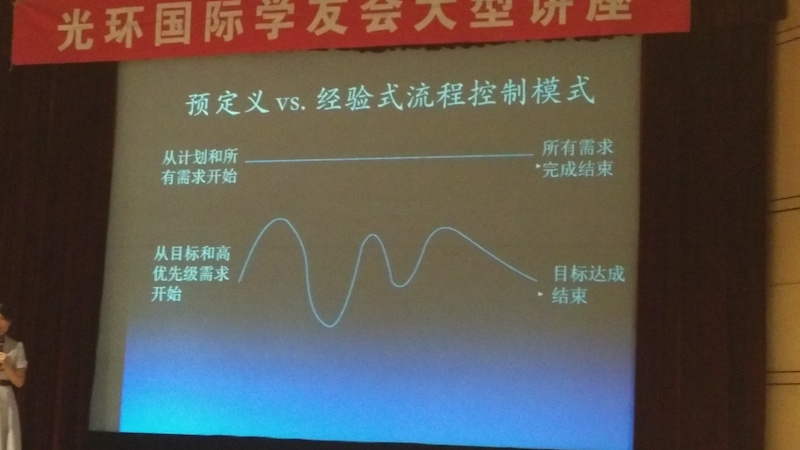 光环国际学友会大型讲座
预定义 vs. 经验式流程控制模式
从计划和所
有需求开始
所有需求
完成结束
从目标和高
优先级需求
开始
目标达成
结束